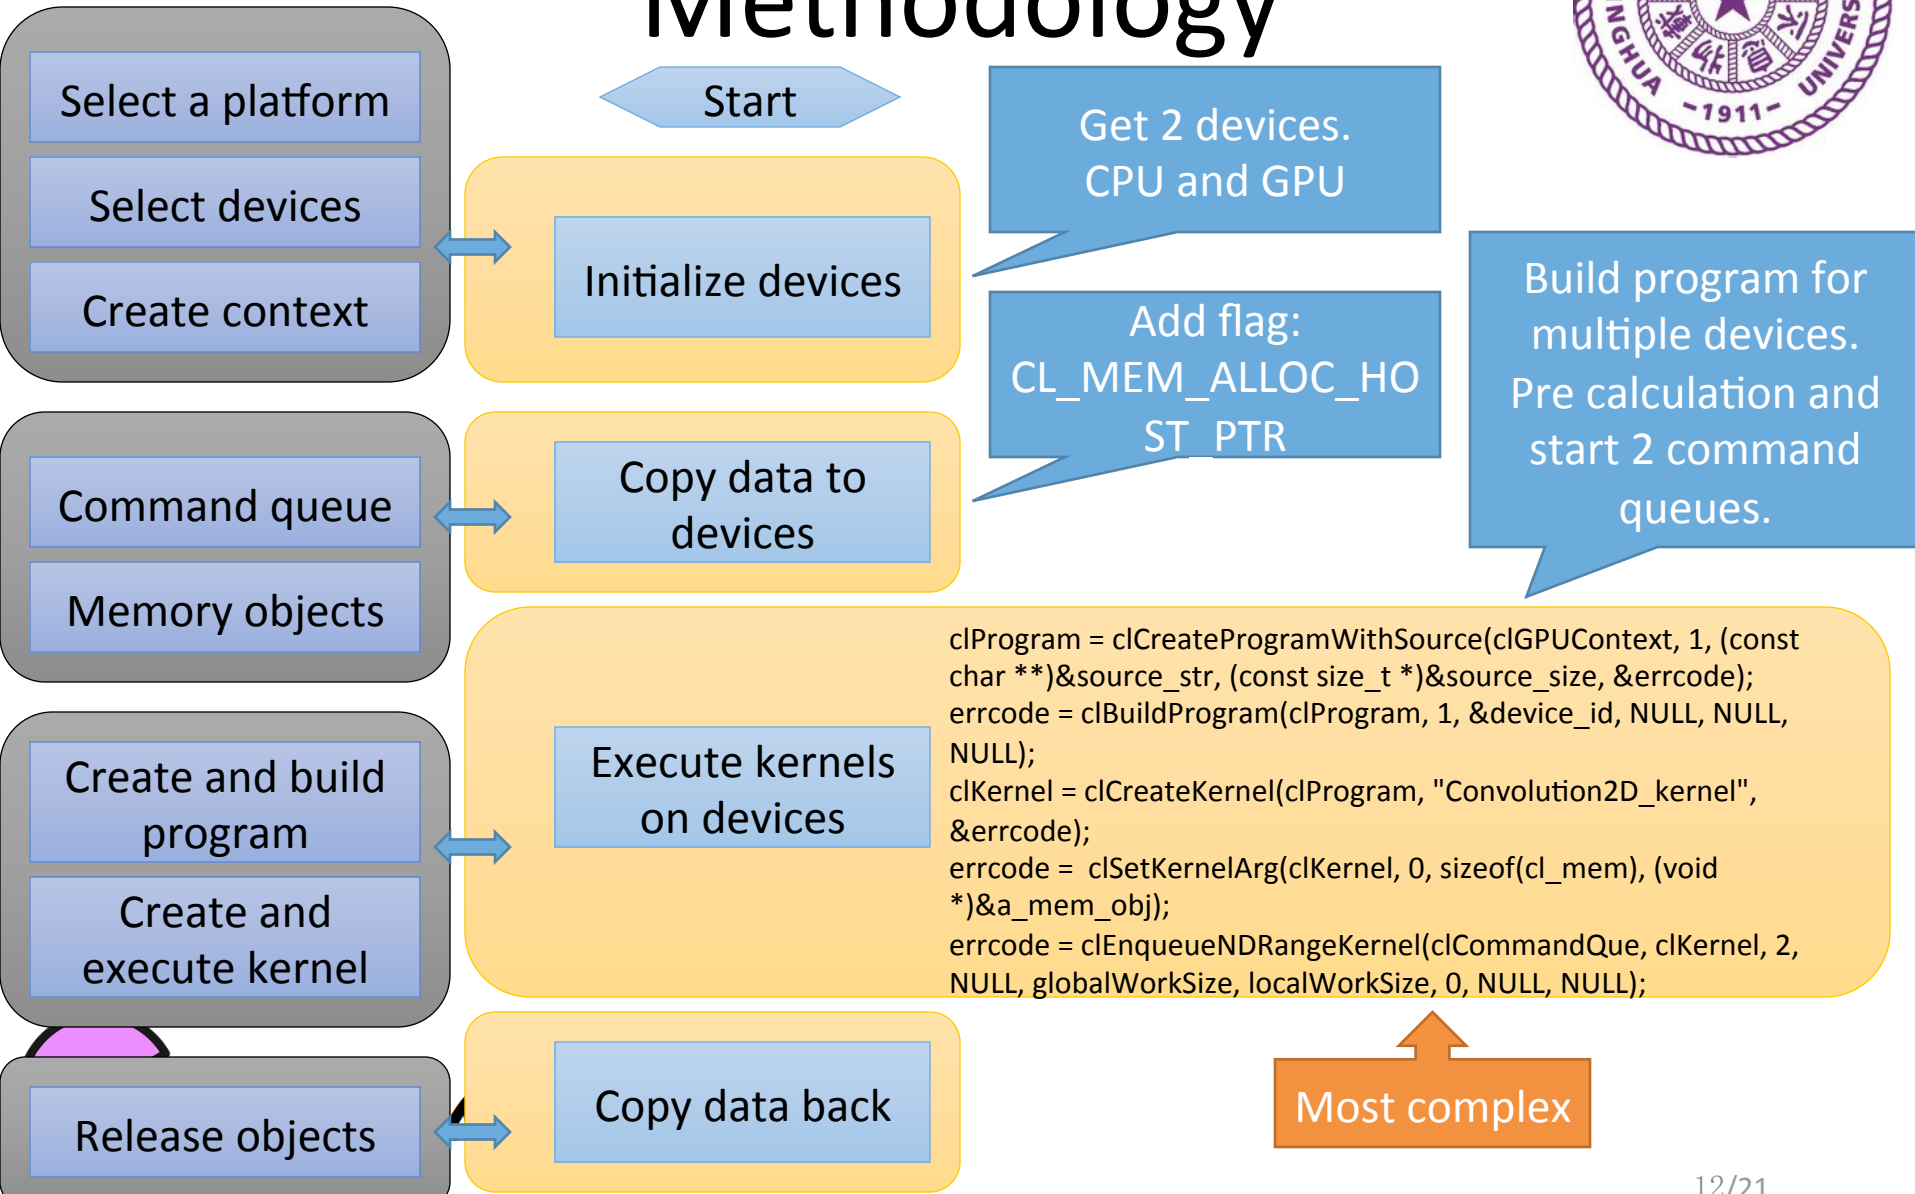 Methodology
UNGHUA
-1911-
UNIVERS
Select a platform
Select devices
Create context
Start
Initialize devices
Get 2 devices.
CPU and GPU
Add flag:
CL_MEM_ALLOC_HO
ST_PTR
Build program for
multiple devices.
Pre calculation and
start 2 command
queues.
Command queue
Memory objects
Copy data to
devices
Create and build
program
Create and
execute kernel
Execute kernels
on devices
clProgram = clCreateProgramWithSource(clGPUContext, 1, (const
char **)&source_str, (const size_t *)&source_size, &errcode);
errcode = clBuildProgram(clProgram, 1, &device_id, NULL, NULL,
NULL);
clKernel = clCreateKernel(clProgram, "Convolution2D_kernel",
&errcode);
errcode =  clSetKernelArg(clKernel, 0, sizeof(cl_mem), (void
*)&a_mem_obj);
errcode = clEnqueueNDRangeKernel(clCommandQue, clKernel, 2,
NULL, globalWorkSize, localWorkSize, 0, NULL, NULL);
Release objects
Copy data back
Most complex
12/21